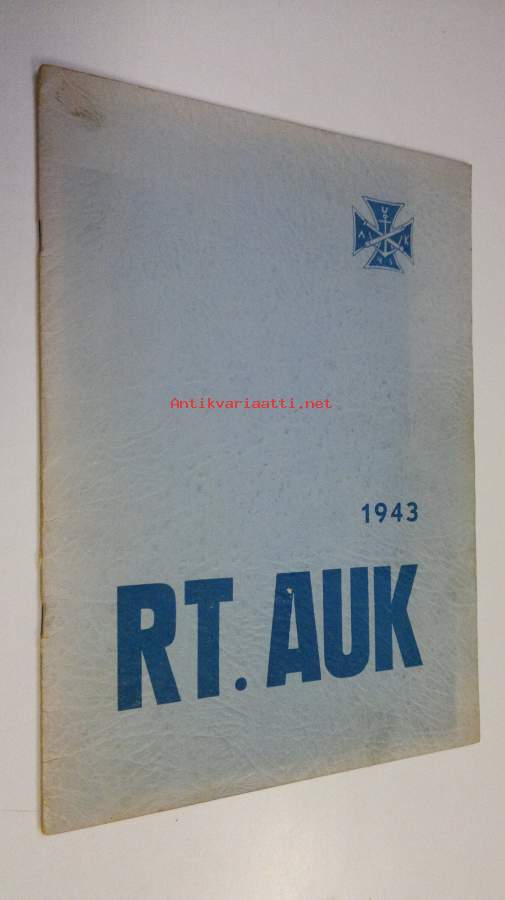 U
A K
Antikvariaatti.net
1943
RT. AUK